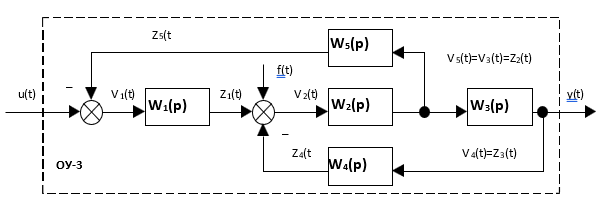 Z₅(t
W₅(p)
V₅(t)=V₃(t)=Z₂(t)
f(t)
u(t)
–
V₁(t)
W₁(p)
Z₁(t)
V₂(t)
W₂(p)
W₃(p)
y(t)
–
Z₄(t
W₄(p)
V₄(t)=Z₃(t)
ОУ-3